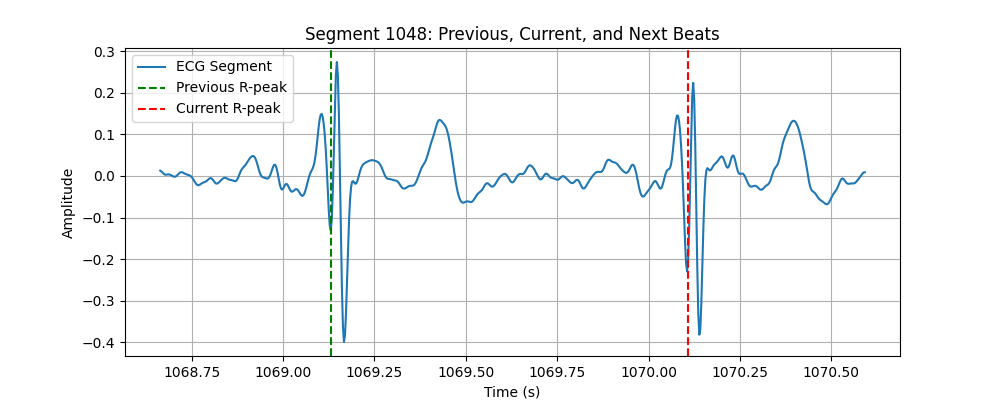 Segment 1048: Previous, Current, and Next Beats
ECG Segment
Previous R-peak
Current R-peak
Amplitude
0.3
0.2
0.1
0.0
−0.1
−0.2
−0.3
−0.4
1068.75 1069.00 1069.25 1069.50 1069.75 1070.00 1070.25 1070.50
Time (s)